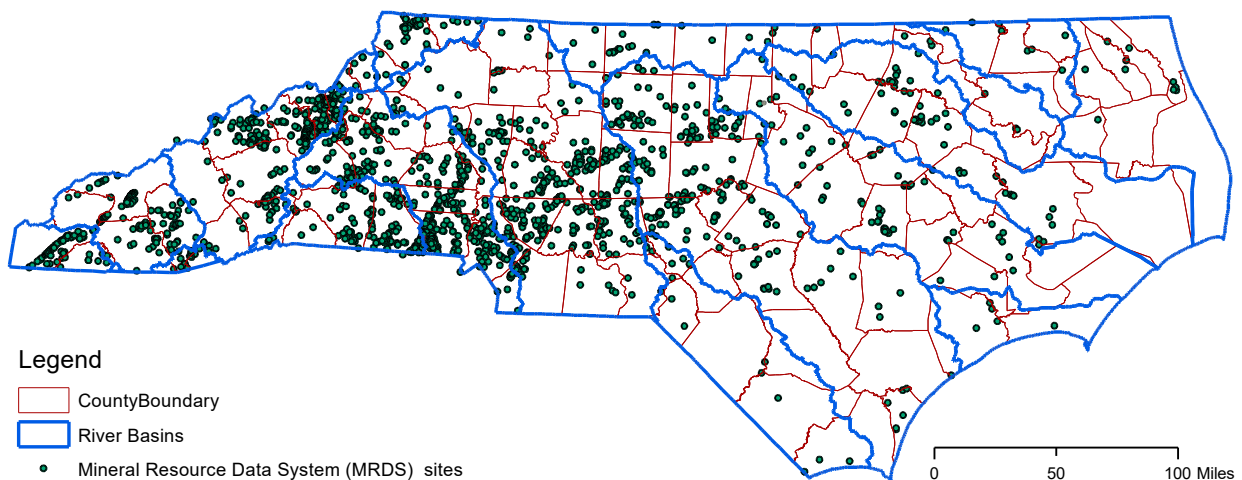 Legend
CountyBoundary
River Basins
Mineral Resource Data System (MRDS) sites
0 50 100 Miles